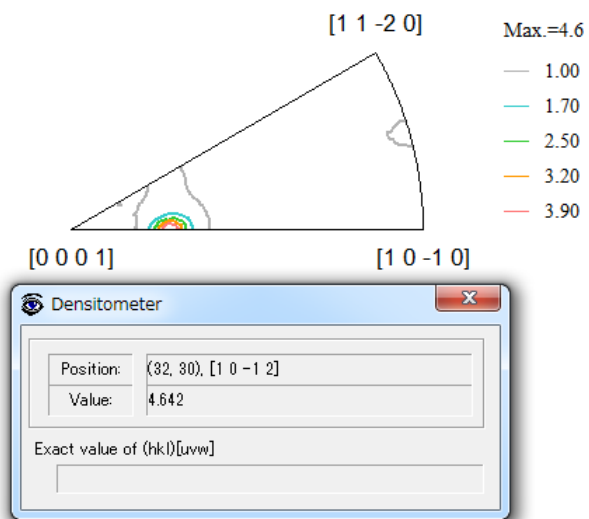 [1 1 -2 0]
Max.=4.6
1.00
1.70
2.50
3.20
3.90
[0 0 0 1]
[1 0 -1 0]
Densitometer
Position: (32, 30), [1 0 -1 2]
Value: 4.642
Exact value of (hkl)[uvw]